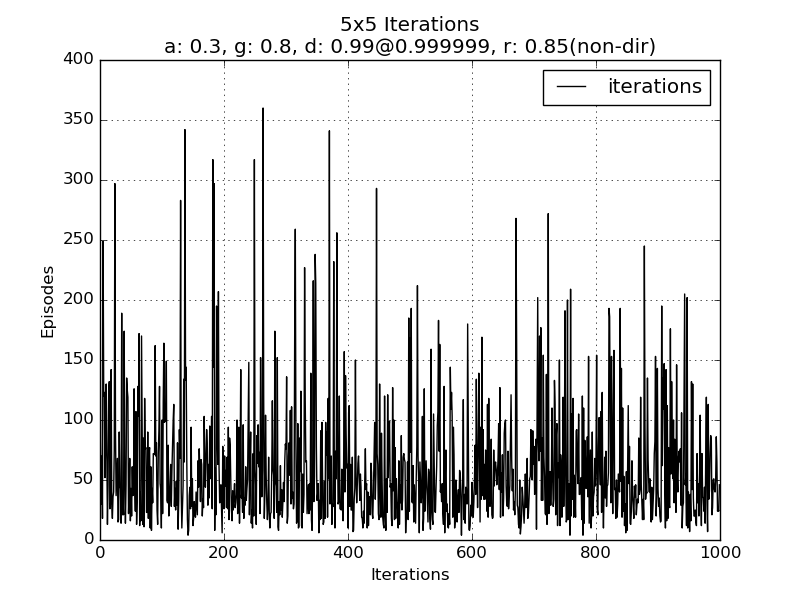 5x5 Iterations
a: 0.3, g: 0.8, d: 0.99@0.999999, r: 0.85(non-dir)
400
iterations
350
300
250
Episodes
200
150
100
50
0
0 200 400 600 800 1000
Iterations